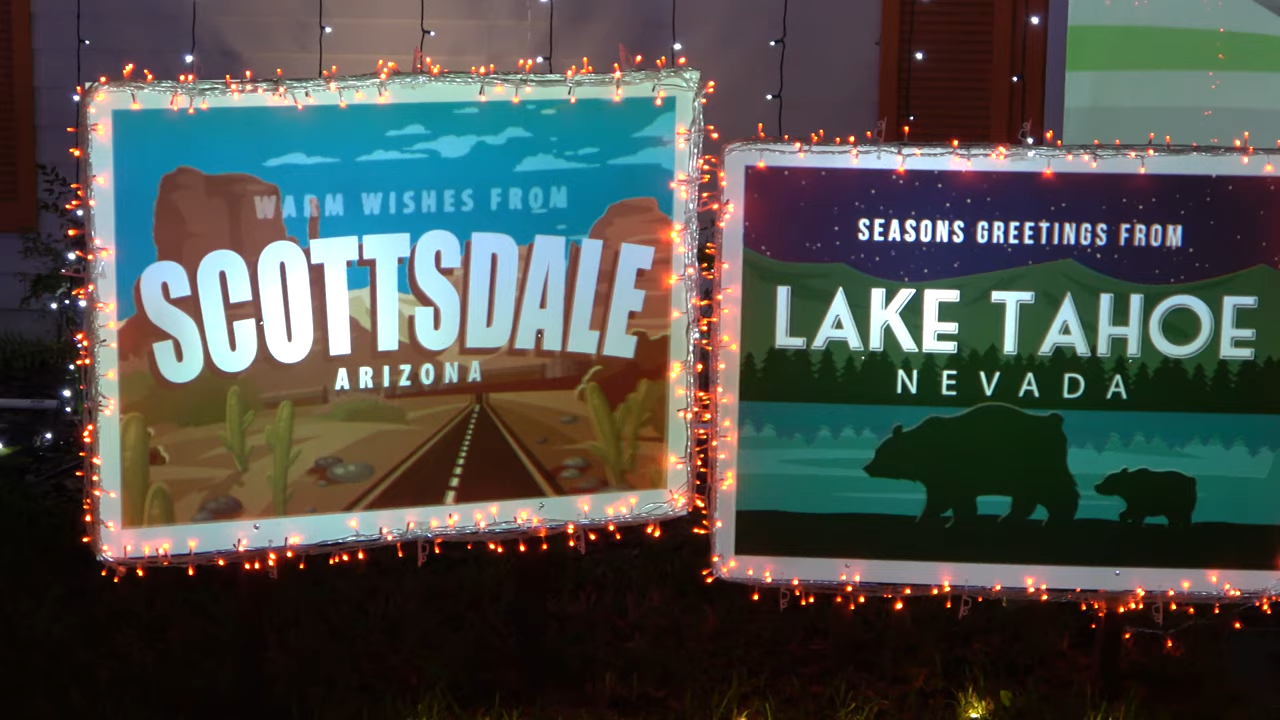 WARM WISHES FROM
SCOTTSDALE
ARIZONA
SEASONS GREETINGS FROM
LAKE TAHOE
NEVADA